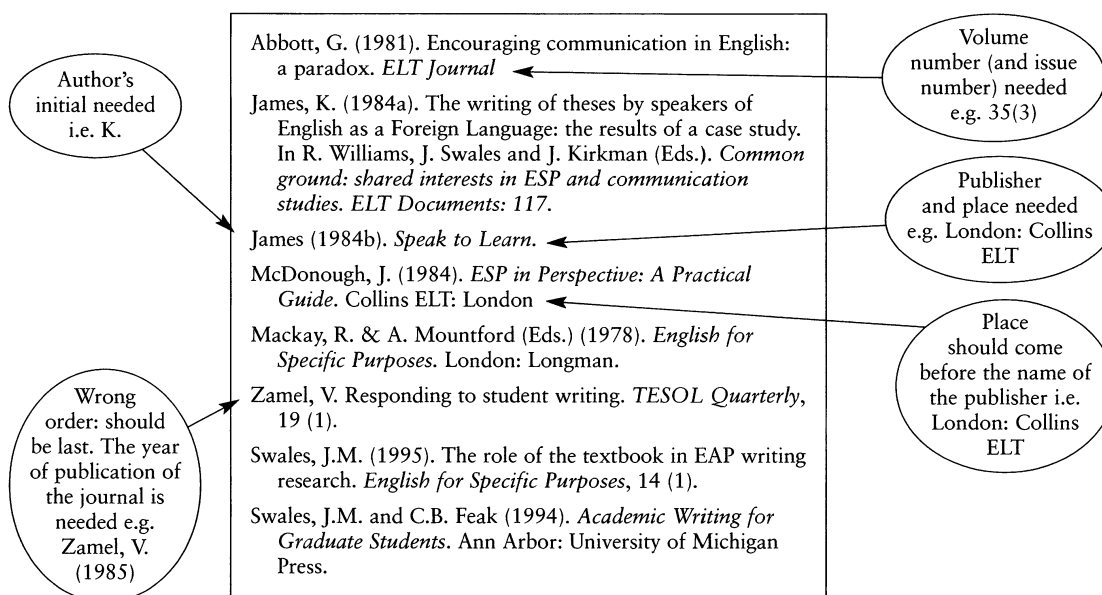 Author's
initial needed
i.e. K.
Wrong
order: should
be last. The year
of publication of
the journal is
needed e.g.
Zamel, V.
(1985)
Abbott, G. (1981). Encouraging communication in English:
a paradox. ELT Journal
James, K. (1984a). The writing of theses by speakers of
English as a Foreign Language: the results of a case study.
In R. Williams, J. Swales and J. Kirkman (Eds.). Common
ground: shared interests in ESP and communication
studies. ELT Documents: 117.
James (1984b). Speak to Learn.
McDonough, J. (1984). ESP in Perspective: A Practical
Guide. Collins ELT: London
Mackay, R. & A. Mountford (Eds.) (1978). English for
Specific Purposes. London: Longman.
Zamel, V. Responding to student writing. TESOL Quarterly,
19 (1).
Swales, J.M. (1995). The role of the textbook in EAP writing
research. English for Specific Purposes, 14 (1).
Swales, J.M. and C.B. Feak (1994). Academic Writing for
Graduate Students. Ann Arbor: University of Michigan
Press.
Volume
number (and issue
number) needed
e.g. 35(3)
Publisher
and place needed
e.g. London: Collins
ELT
Place
should come
before the name of
the publisher i.e.
London: Collins
ELT